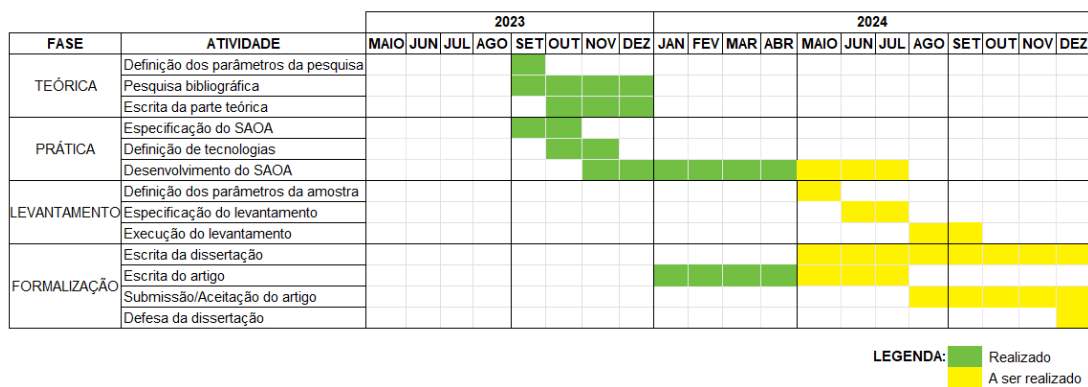 2023 2024
FASE ATIVIDADE MAIO JUN JUL AGO SET OUT NOV DEZ JAN FEV MAR ABR MAIO JUN JUL AGO SET OUT NOV DEZ
TEÓRICA
Definição dos parâmetros da pesquisa
Pesquisa bibliográfica
Escrita da parte teórica
PRÁTICA
Especificação do SAOA
Definição de tecnologias
Desenvolvimento do SAOA
LEVANTAMENTO
Definição dos parâmetros da amostra
Especificação do levantamento
Execução do levantamento
FORMALIZAÇÃO
Escrita da dissertação
Escrita do artigo
Submissão/Aceitação do artigo
Defesa da dissertação
LEGENDA: Realizado
A ser realizado